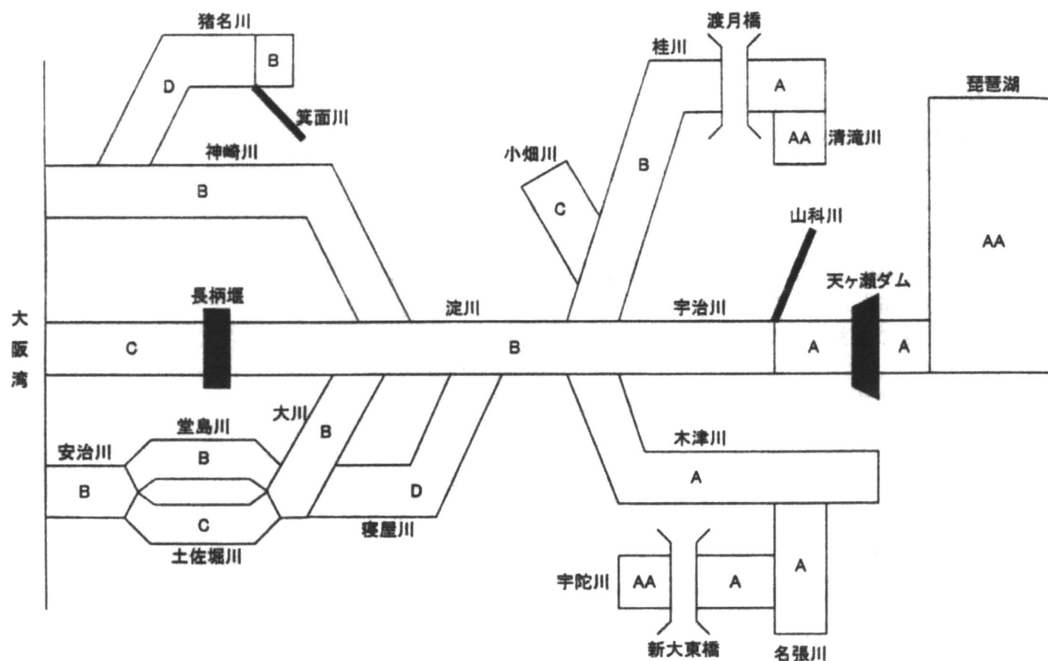 猪名川
渡月橋
桂川
琵琶湖
B
D
A
箕面川
AA
清滝川
小畑川
神崎川
B
B
C
山科川
AA
天ヶ瀬ダム
長柄堰
淀川
宇治川
大阪湾
C
B
A
A
大川
堂島川
B
木津川
安治川
B
B
A
D
C
寝屋川
土佐堀川
宇陀川
AA
A
A
新大東橋
名張川